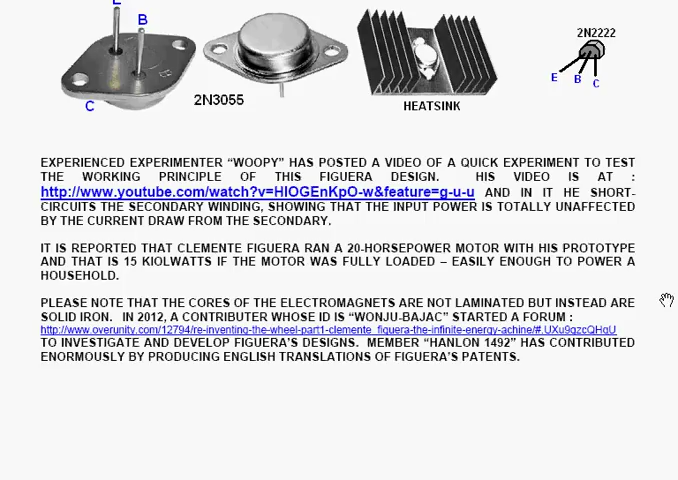 E
B
2N2222
C
2N3055
HEATSINK
E
B
C
EXPERIENCED EXPERIMENTER “WOOPY” HAS POSTED A VIDEO OF A QUICK EXPERIMENT TO TEST
THE WORKING PRINCIPLE OF THIS FIGUERA DESIGN. HIS VIDEO IS AT :
http://www.youtube.com/watch?v=HlOGEnKpO-w&feature=g-u-u AND IN IT HE SHORT-
CIRCUITS THE SECONDARY WINDING, SHOWING THAT THE INPUT POWER IS TOTALLY UNAFFECTED
BY THE CURRENT DRAW FROM THE SECONDARY.
IT IS REPORTED THAT CLEMENTE FIGUERA RAN A 20-HORSEPOWER MOTOR WITH HIS PROTOTYPE
AND THAT IS 15 KIOLWATTS IF THE MOTOR WAS FULLY LOADED – EASILY ENOUGH TO POWER A
HOUSEHOLD.
PLEASE NOTE THAT THE CORES OF THE ELECTROMAGNETS ARE NOT LAMINATED BUT INSTEAD ARE
SOLID IRON. IN 2012, A CONTRIBUTER WHOSE ID IS “WONJU-BAJAC” STARTED A FORUM :
http://www.overunity.com/12794/re-inventing-the-wheel-part1-clemente_figuera-the-infinite-energy-achine/#.UXu9gzcQHqU
TO INVESTIGATE AND DEVELOP FIGUERA’S DESIGNS. MEMBER “HANLON 1492” HAS CONTRIBUTED
ENORMOUSLY BY PRODUCING ENGLISH TRANSLATIONS OF FIGUERA’S PATENTS.